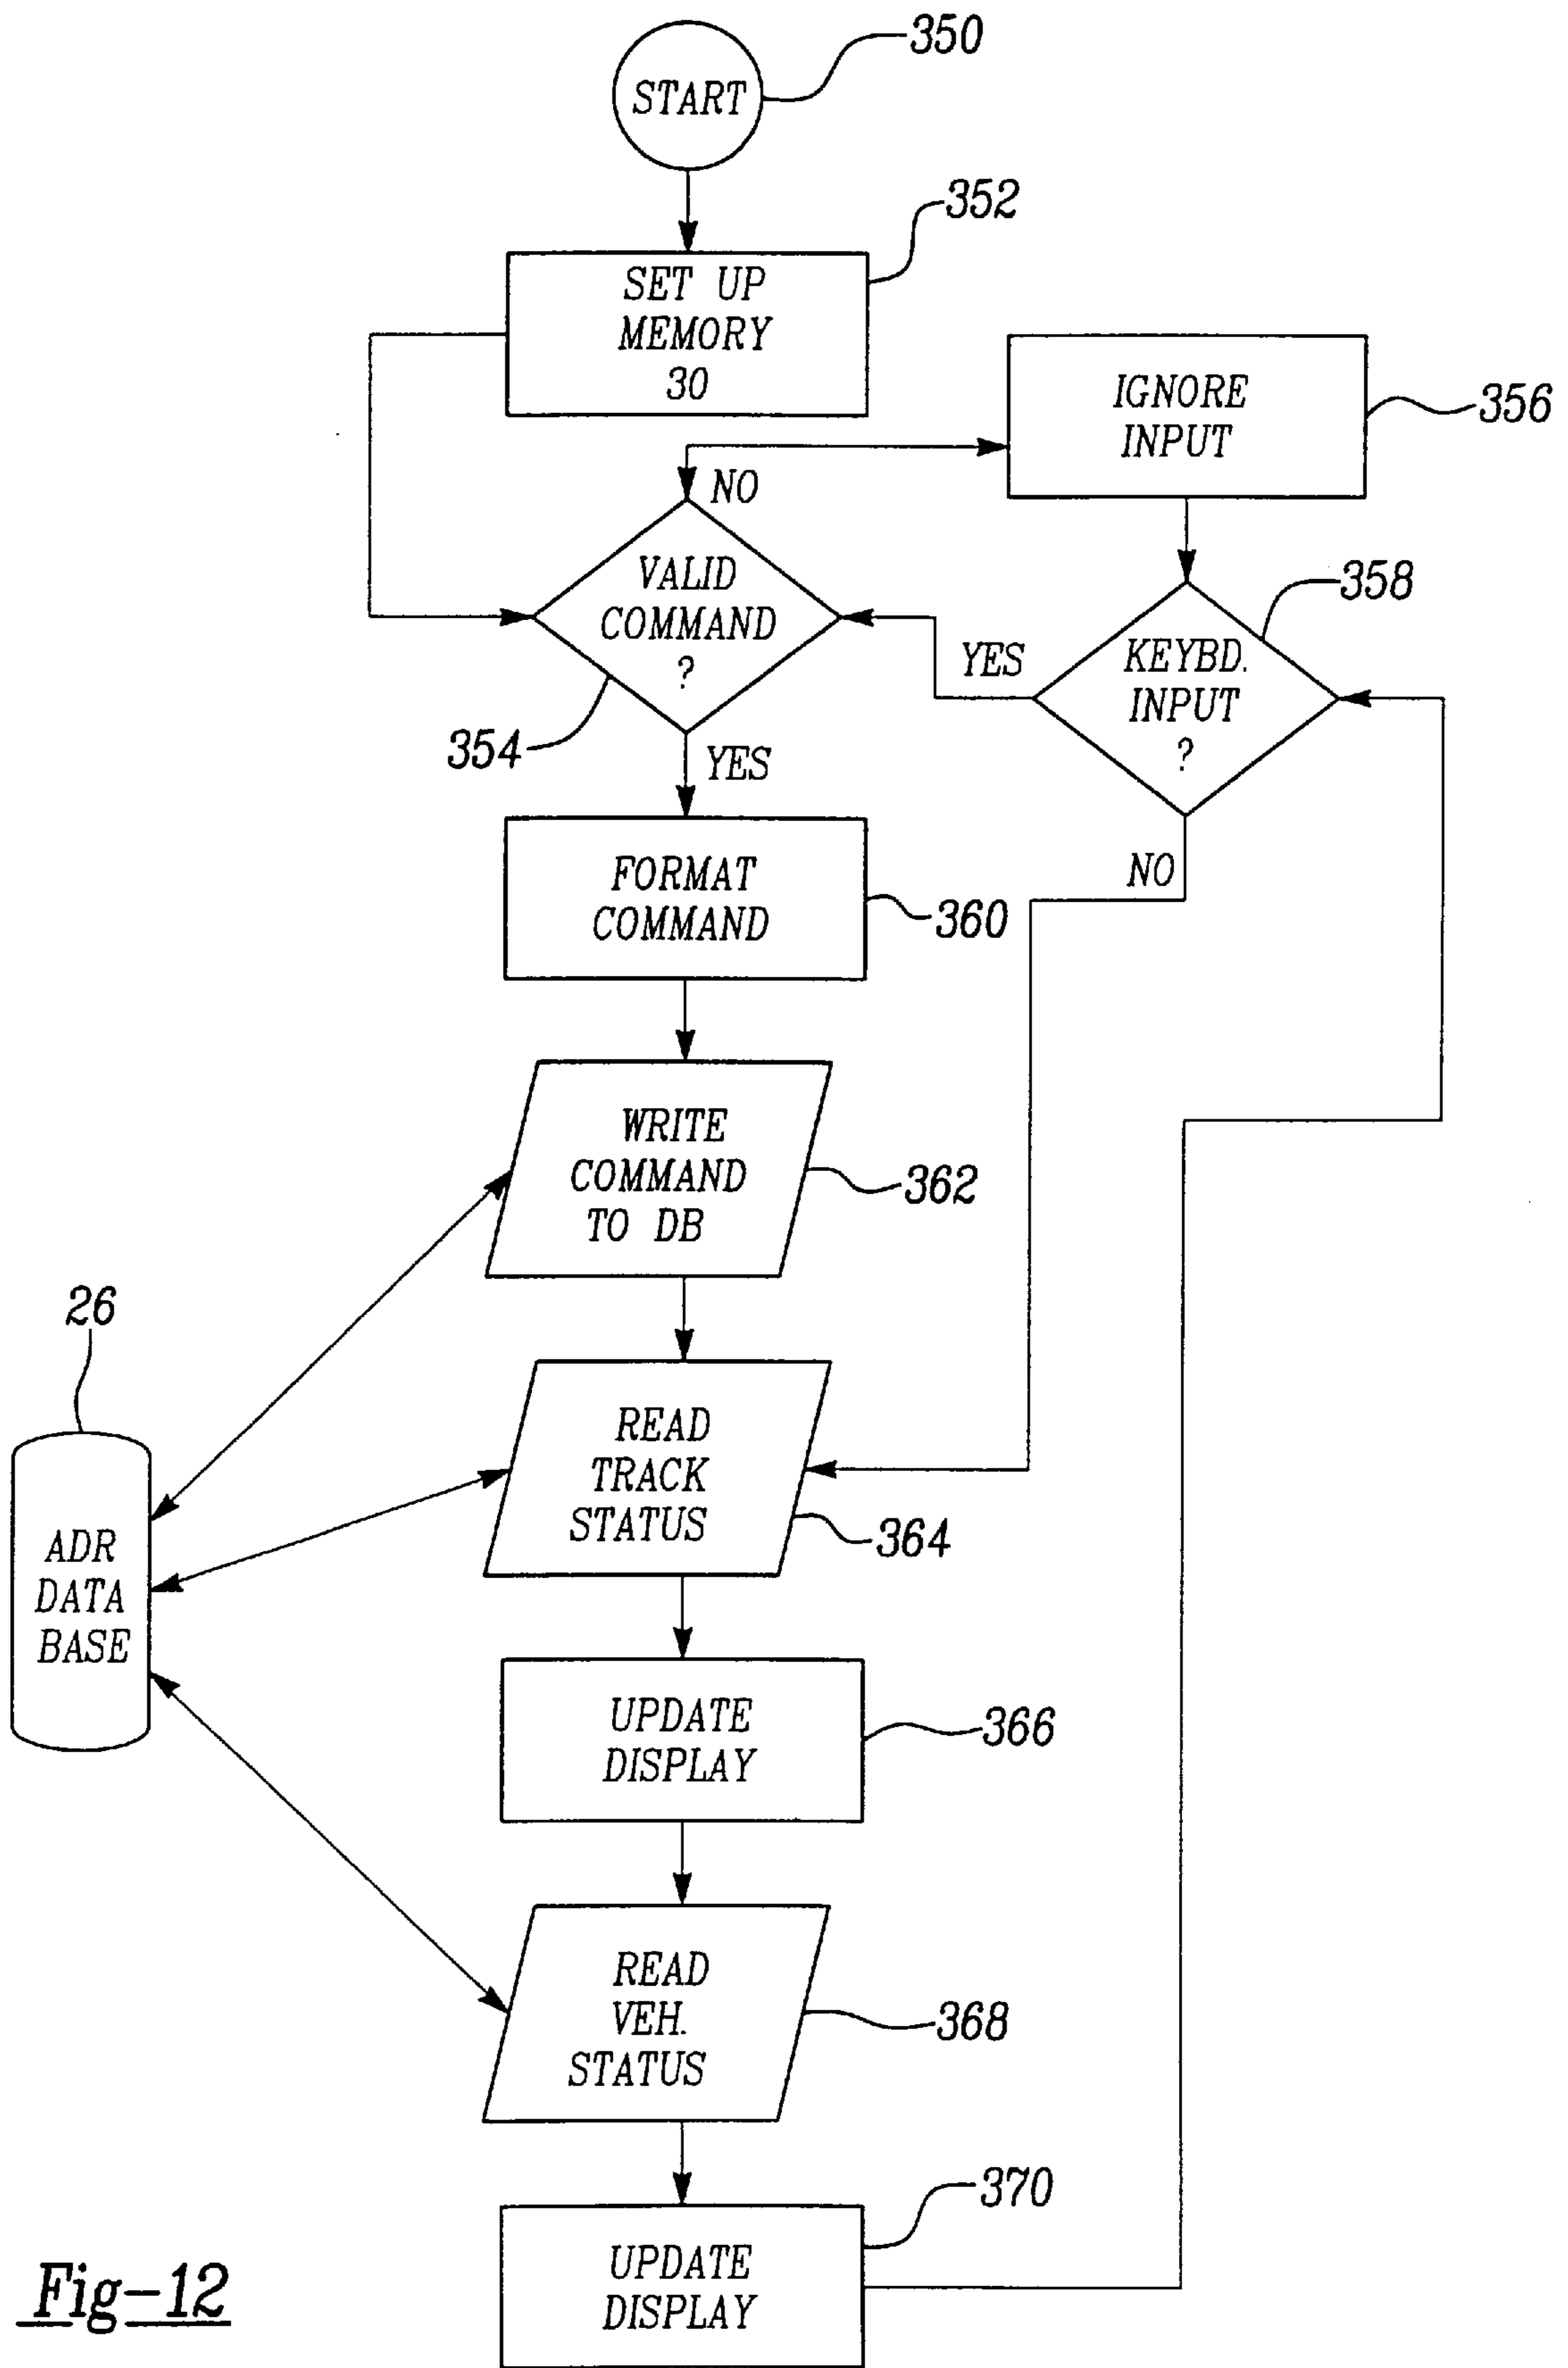 350
START
352
SET UP
MEMORY
30
IGNORE
INPUT
356
NO
VALID
COMMAND
?
354
358
KEYBD.
INPUT
?
YES
YES
NO
FORMAT
COMMAND
360
WRITE
COMMAND
TO DB
362
26
ADR
DATA
BASE
READ
TRACK
STATUS
364
UPDATE
DISPLAY
366
READ
VEH.
STATUS
368
370
UPDATE
DISPLAY
Fig-12